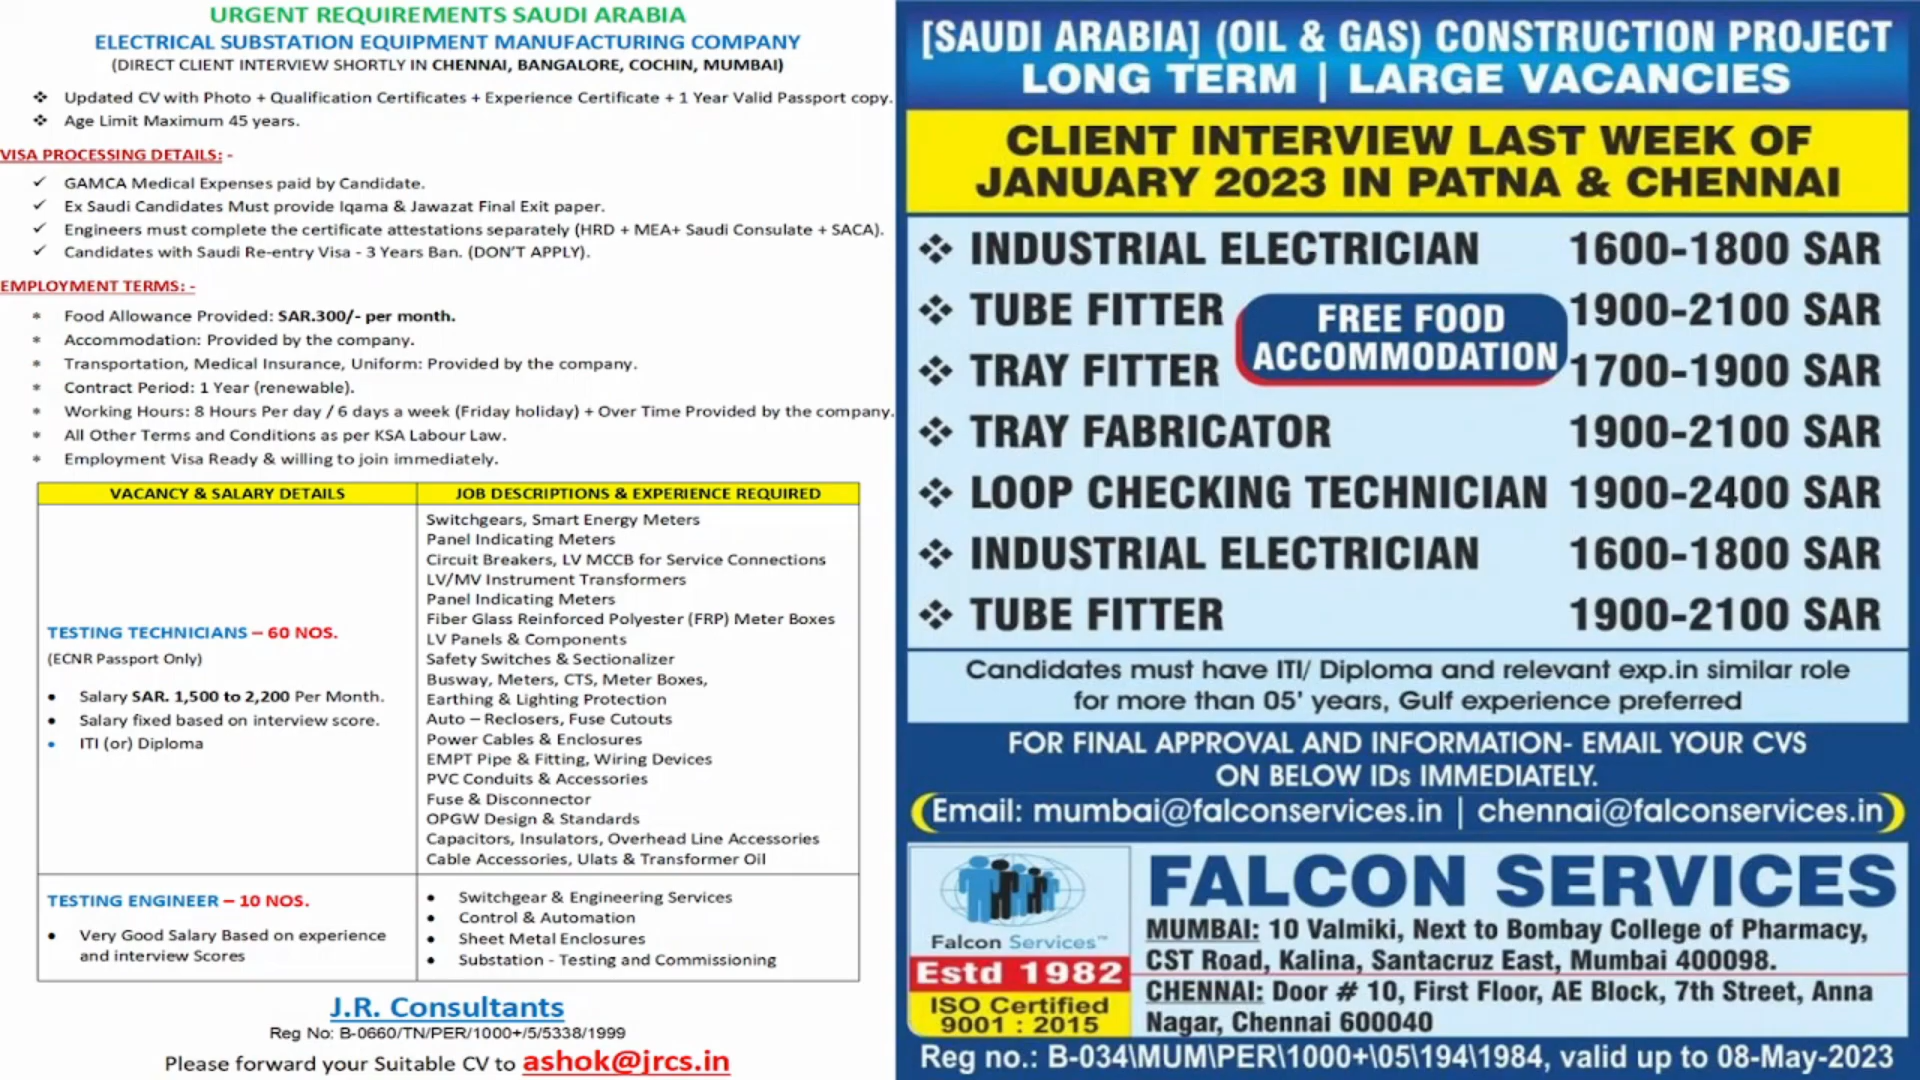 URGENT REQUIREMENTS SAUDI ARABIA
ELECTRICAL SUBSTATION EQUIPMENT MANUFACTURING COMPANY
(DIRECT CLIENT INTERVIEW SHORTLY IN CHENNAI, BANGALORE, COCHIN, MUMBAI)
❖ Updated CV with Photo + Qualification Certificates + Experience Certificate + 1 Year Valid Passport copy.
❖ Age Limit Maximum 45 years.
VISA PROCESSING DETAILS: -
✓ GAMCA Medical Expenses paid by Candidate.
✓ Ex Saudi Candidates Must provide Iqama & Jawazat Final Exit paper.
✓ Engineers must complete the certificate attestations separately (HRD + MEA+ Saudi Consulate + SACA).
✓ Candidates with Saudi Re-entry Visa - 3 Years Ban. (DON'T APPLY).
EMPLOYMENT TERMS: -
* Food Allowance Provided: SAR.300/- per month.
* Accommodation: Provided by the company.
* Transportation, Medical Insurance, Uniform: Provided by the company.
* Contract Period: 1 Year (renewable).
* Working Hours: 8 Hours Per day / 6 days a week (Friday holiday) + Over Time Provided by the company.
* All Other Terms and Conditions as per KSA Labour Law.
* Employment Visa Ready & willing to join immediately.
VACANCY & SALARY DETAILS
JOB DESCRIPTIONS & EXPERIENCE REQUIRED
TESTING TECHNICIANS – 60 NOS.
(ECNR Passport Only)
• Salary SAR. 1,500 to 2,200 Per Month.
• Salary fixed based on interview score.
• ITI (or) Diploma
Switchgears, Smart Energy Meters
Panel Indicating Meters
Circuit Breakers, LV MCCB for Service Connections
LV/MV Instrument Transformers
Panel Indicating Meters
Fiber Glass Reinforced Polyester (FRP) Meter Boxes
LV Panels & Components
Safety Switches & Sectionalizer
Busway, Meters, CTS, Meter Boxes,
Earthing & Lighting Protection
Auto – Reclosers, Fuse Cutouts
Power Cables & Enclosures
EMPT Pipe & Fitting, Wiring Devices
PVC Conduits & Accessories
Fuse & Disconnector
OPGW Design & Standards
Capacitors, Insulators, Overhead Line Accessories
Cable Accessories, Ulats & Transformer Oil
TESTING ENGINEER – 10 NOS.
• Very Good Salary Based on experience
and interview Scores
• Switchgear & Engineering Services
• Control & Automation
• Sheet Metal Enclosures
• Substation - Testing and Commissioning
J.R. Consultants
Reg No: B-0660/TN/PER/1000+/5/5338/1999
Please forward your Suitable CV to ashok@jrcs.in
[SAUDI ARABIA] (OIL & GAS) CONSTRUCTION PROJECT
LONG TERM | LARGE VACANCIES
CLIENT INTERVIEW LAST WEEK OF
JANUARY 2023 IN PATNA & CHENNAI
❖ INDUSTRIAL ELECTRICIAN 1600-1800 SAR
❖ TUBE FITTER 1900-2100 SAR
❖ TRAY FITTER 1700-1900 SAR
FREE FOOD
ACCOMMODATION
❖ TRAY FABRICATOR 1900-2100 SAR
❖ LOOP CHECKING TECHNICIAN 1900-2400 SAR
❖ INDUSTRIAL ELECTRICIAN 1600-1800 SAR
❖ TUBE FITTER 1900-2100 SAR
Candidates must have ITI/ Diploma and relevant exp.in similar role
for more than 05' years, Gulf experience preferred
FOR FINAL APPROVAL AND INFORMATION- EMAIL YOUR CVS
ON BELOW IDs IMMEDIATELY.
Email: mumbai@falconservices.in | chennai@falconservices.in
Falcon Services™
Estd 1982
ISO Certified
9001 : 2015
FALCON SERVICES
MUMBAI: 10 Valmiki, Next to Bombay College of Pharmacy,
CST Road, Kalina, Santacruz East, Mumbai 400098.
CHENNAI: Door # 10, First Floor, AE Block, 7th Street, Anna
Nagar, Chennai 600040
Reg no.: B-034\MUM\PER\1000+\05\194\1984, valid up to 08-May-2023